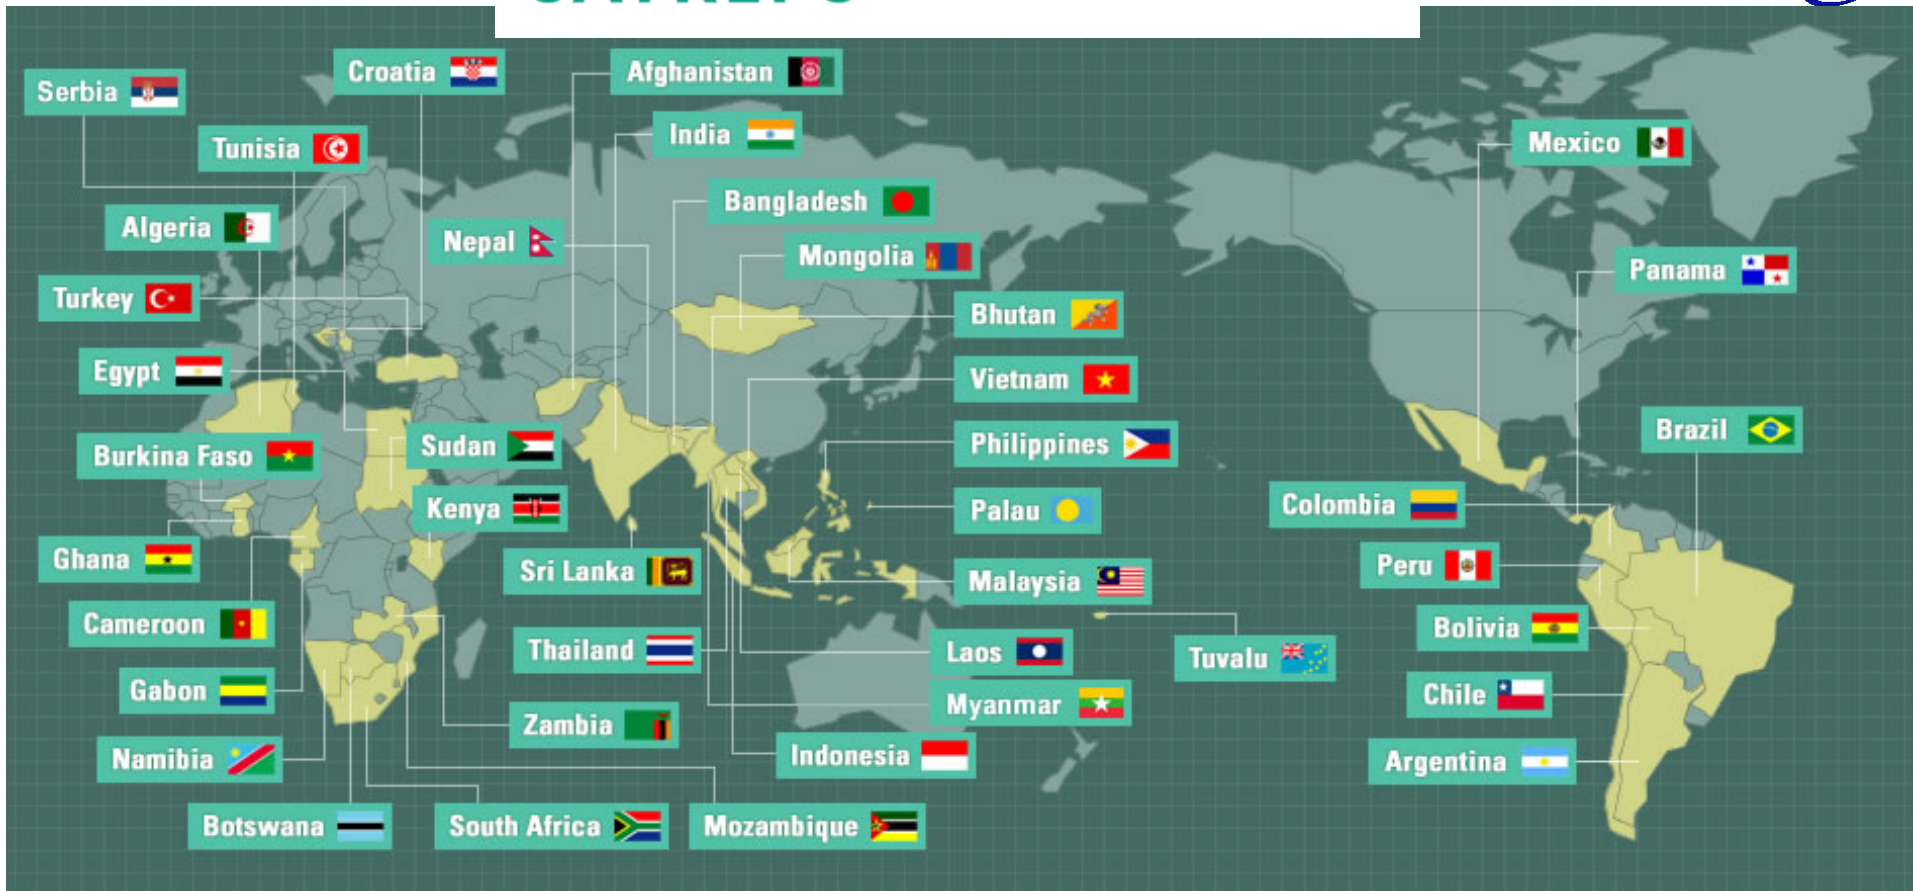 Croatia
Afghanistan
Serbia
India
Mexico
Tunisia
Bangladesh
Algeria
Nepal
Mongolia
Panama
Turkey
Bhutan
Egypt
Vietnam
Brazil
Burkina Faso
Sudan
Philippines
Kenya
Palau
Colombia
Ghana
Sri Lanka
Malaysia
Peru
Cameroon
Thailand
Laos
Tuvalu
Bolivia
Gabon
Myanmar
Chile
Zambia
Namibia
Indonesia
Argentina
Botswana
South Africa
Mozambique